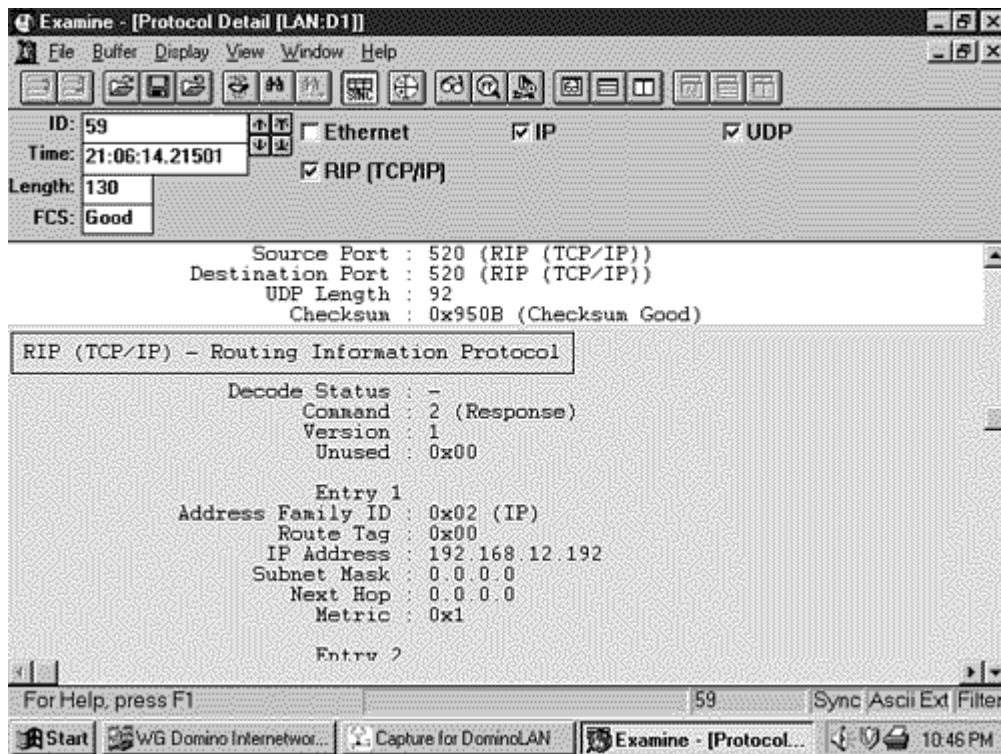 Examine - [Protocol Detail [LAN:D1]]
File Buffer Display View Window Help
SYNC
ID: 59
Time: 21:06:14.21501
Length: 130
FCS: Good
Ethernet IP UDP
RIP (TCP/IP)
Source Port : 520 (RIP (TCP/IP))
Destination Port : 520 (RIP (TCP/IP))
UDP Length : 92
Checksum : 0x950B (Checksum Good)
RIP (TCP/IP) - Routing Information Protocol
Decode Status : -
Command : 2 (Response)
Version : 1
Unused : 0x00
Entry 1
Address Family ID : 0x02 (IP)
Route Tag : 0x00
IP Address : 192.168.12.192
Subnet Mask : 0.0.0.0
Next Hop : 0.0.0.0
Metric : 0x1
Entry 2
For Help, press F1 59 Sync Ascii Ext Filter
Start WG Domino Internetwor... Capture for DominoLAN Examine - [Protocol... 10:46 PM